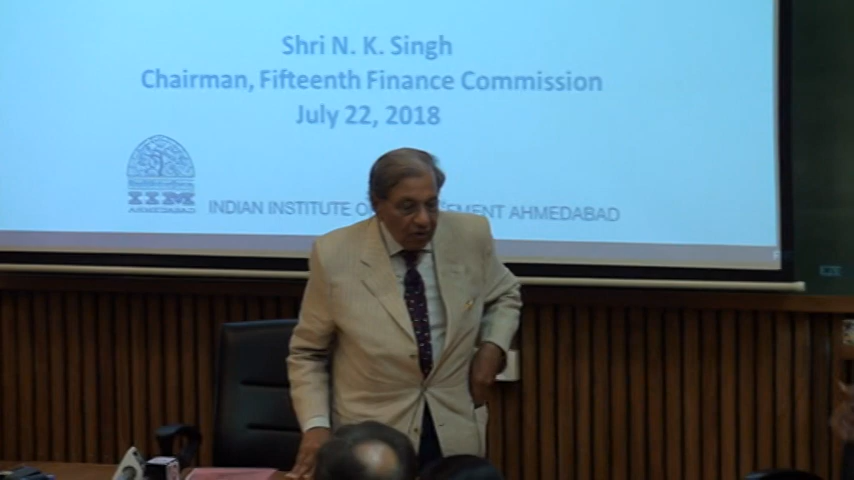 Shri N. K. Singh
Chairman, Fifteenth Finance Commission
July 22, 2018
IIM
AHMEDABAD
INDIAN INSTITUTE O EMENT AHMEDABAD